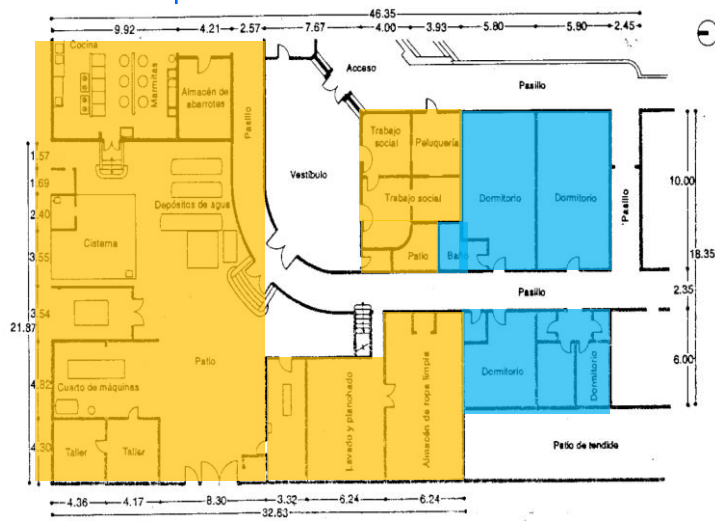 46.35
9.92
4.21
2.57
7.67
4.00
3.93
5.80
5.90
2.45
Cocina
Marmitas
Almacén de
abarrotes
Pasillo
Acceso
Pasillo
Vestíbulo
Trabajo
social
Peluquería
Trabajo social
Patio
Baño
Dormitorio
Dormitorio
Pasillo
10.00
18.35
1.57
1.69
2.40
3.55
3.54
21.87
4.82
4.30
Depósitos de agua
Cisterna
Pasillo
2.35
6.00
Patio
Cuarto de máquinas
Taller
Taller
Lavado y planchado
Almacén de ropa limpia
Dormitorio
Dormitorio
Patio de tendido
4.36
4.17
8.30
3.32
6.24
6.24
32.63